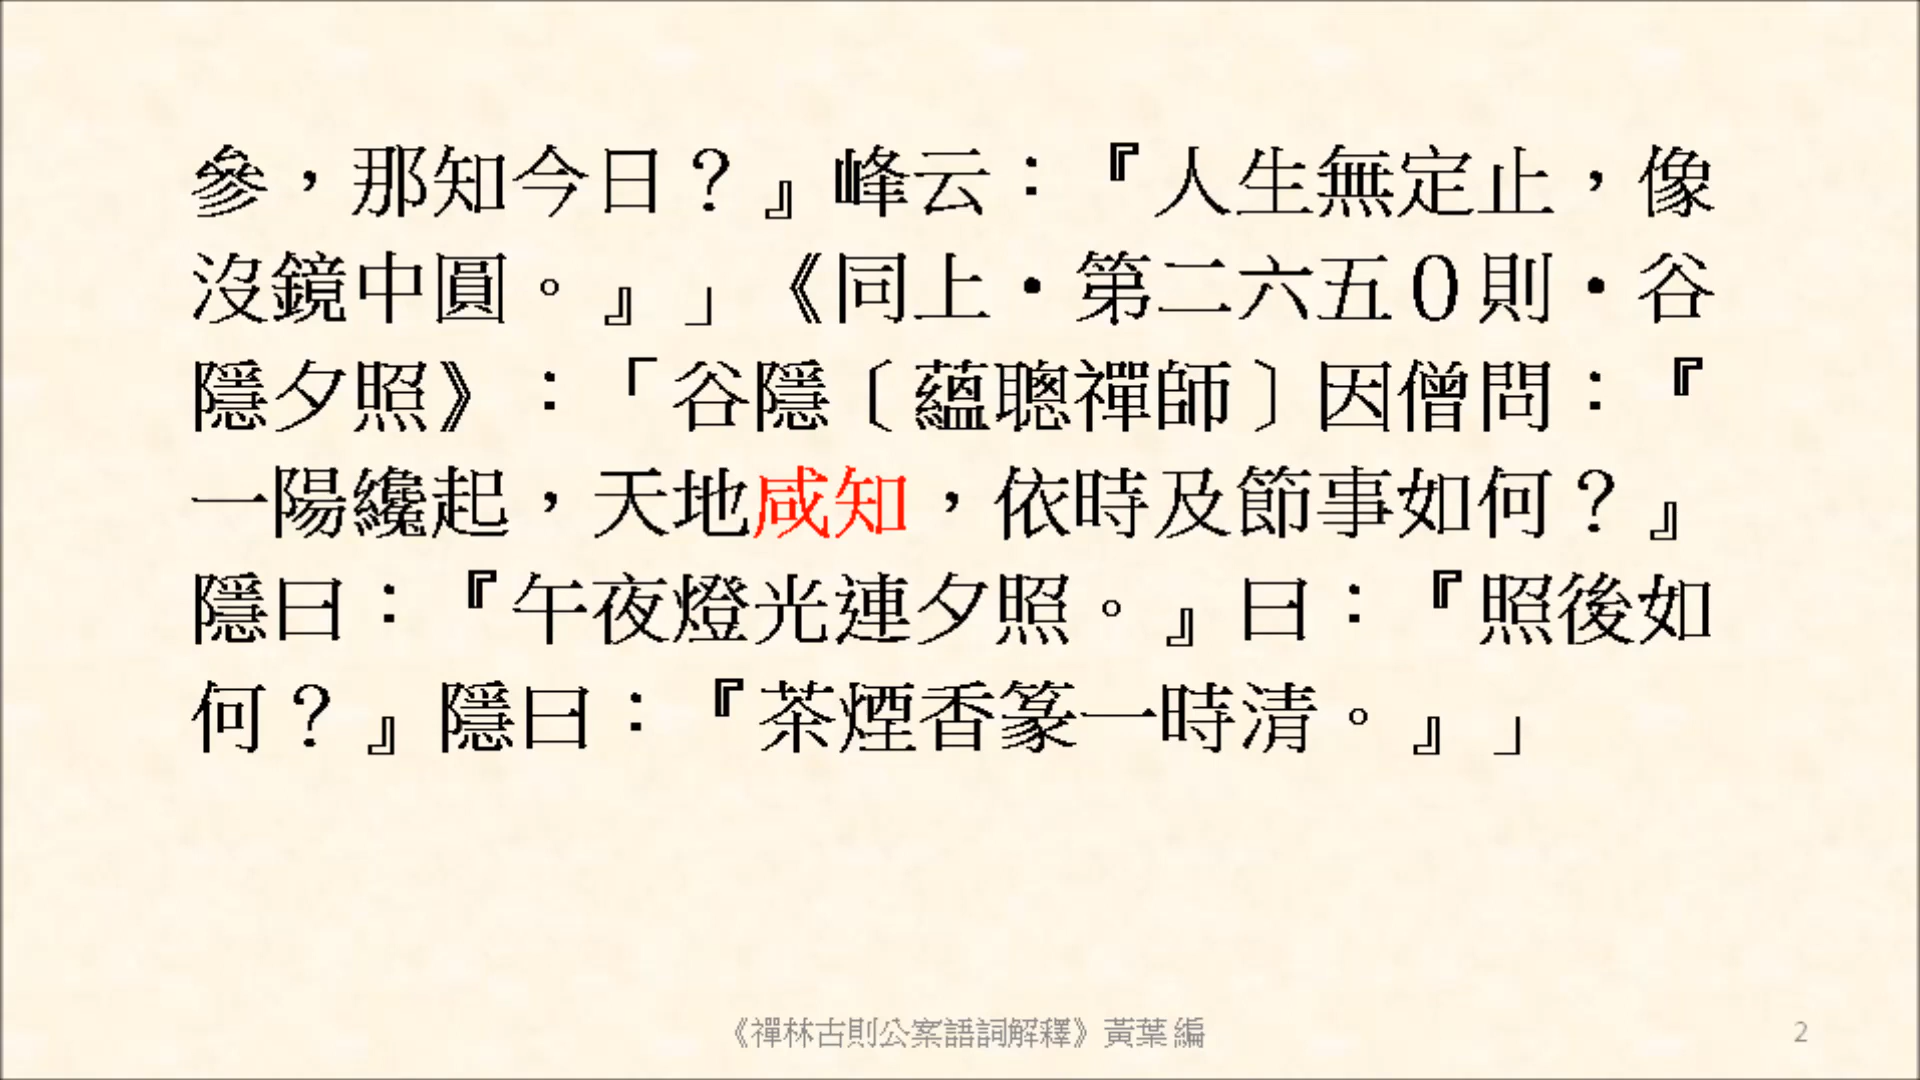 參，那知今日？』峰云：『人生無定止，像
沒鏡中圓。』」《同上‧第二六五０則‧谷
隱夕照》：「谷隱〔蘊聰禪師〕因僧問：『
一陽纔起，天地咸知，依時及節事如何？』
隱曰：『午夜燈光連夕照。』曰：『照後如
何？』隱曰：『茶煙香篆一時清。』」
《禪林古則公案語詞解釋》黃葉 編
2